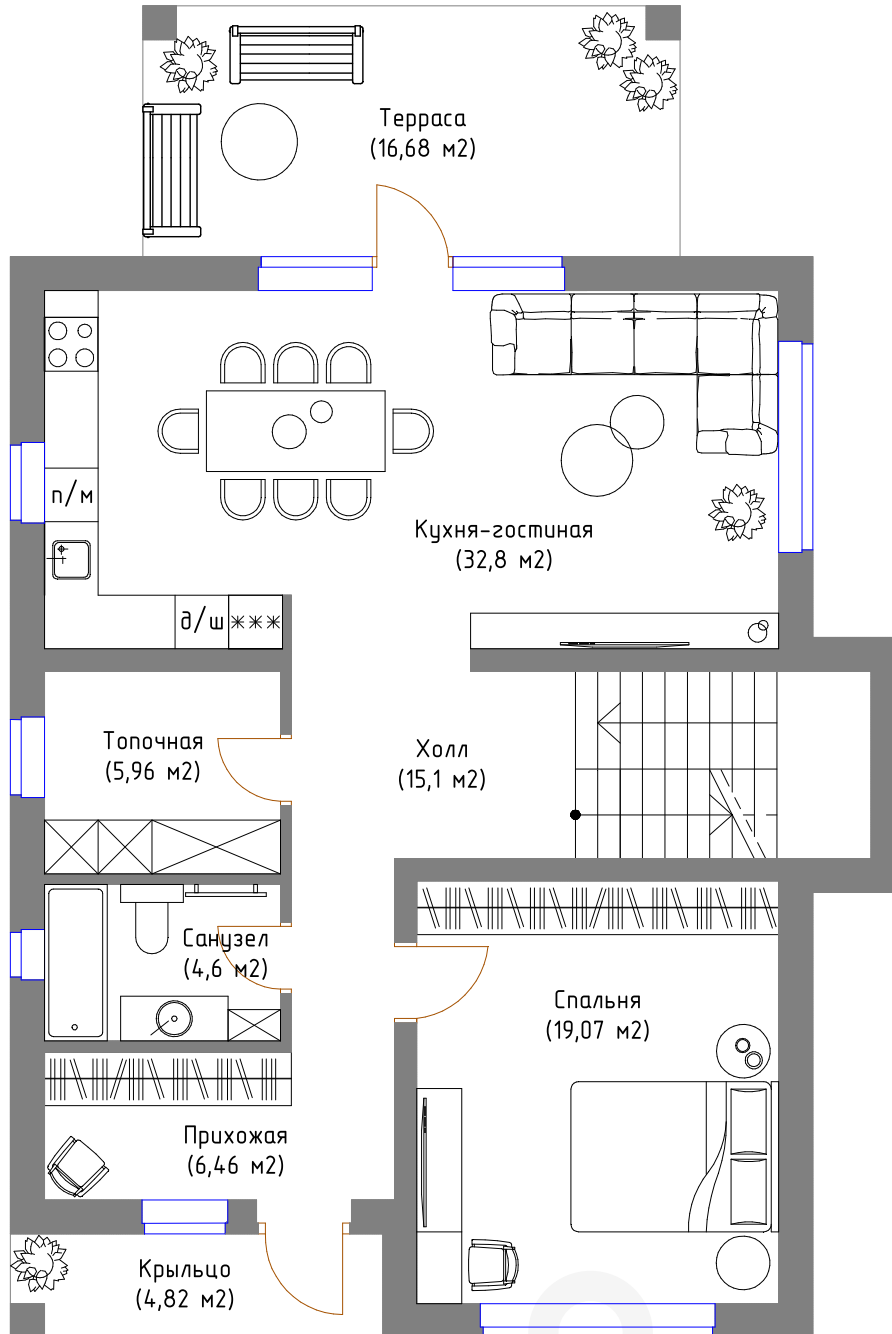 Терраса
(16,68 м2)
п/м
Кухня-гостиная
(32,8 м2)
д/ш ***
Топочная
(5,96 м2)
Холл
(15,1 м2)
Санузел
(4,6 м2)
Спальня
(19,07 м2)
Прихожая
(6,46 м2)
Крыльцо
(4,82 м2)